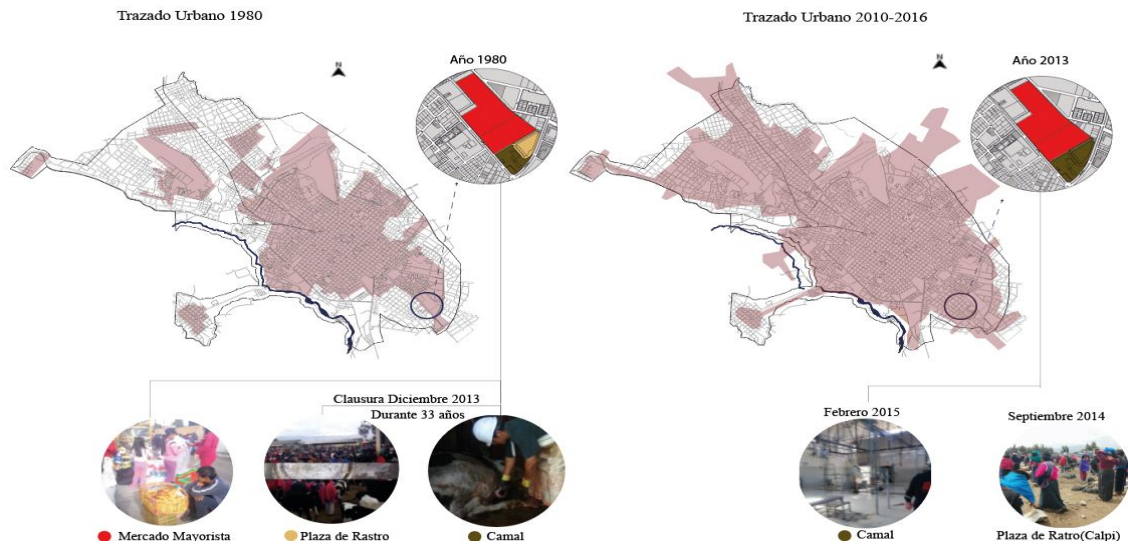 Trazado Urbano 1980
Trazado Urbano 2010-2016
N
Año 1980
N
Año 2013
Clausura Diciembre 2013
Durante 33 años
Febrero 2015
Septiembre 2014
Mercado Mayorista
Plaza de Rastro
Camal
Camal
Plaza de Ratro(Calpi)